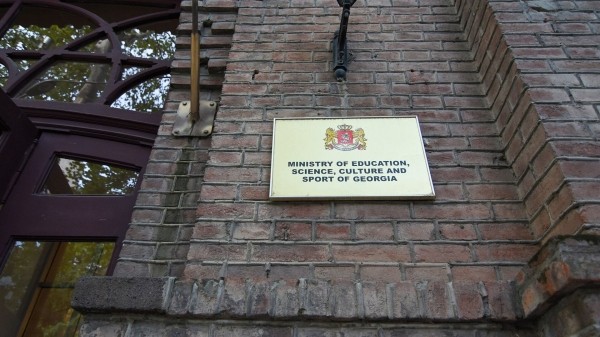 MINISTRY OF EDUCATION,
SCIENCE, CULTURE AND
SPORT OF GEORGIA